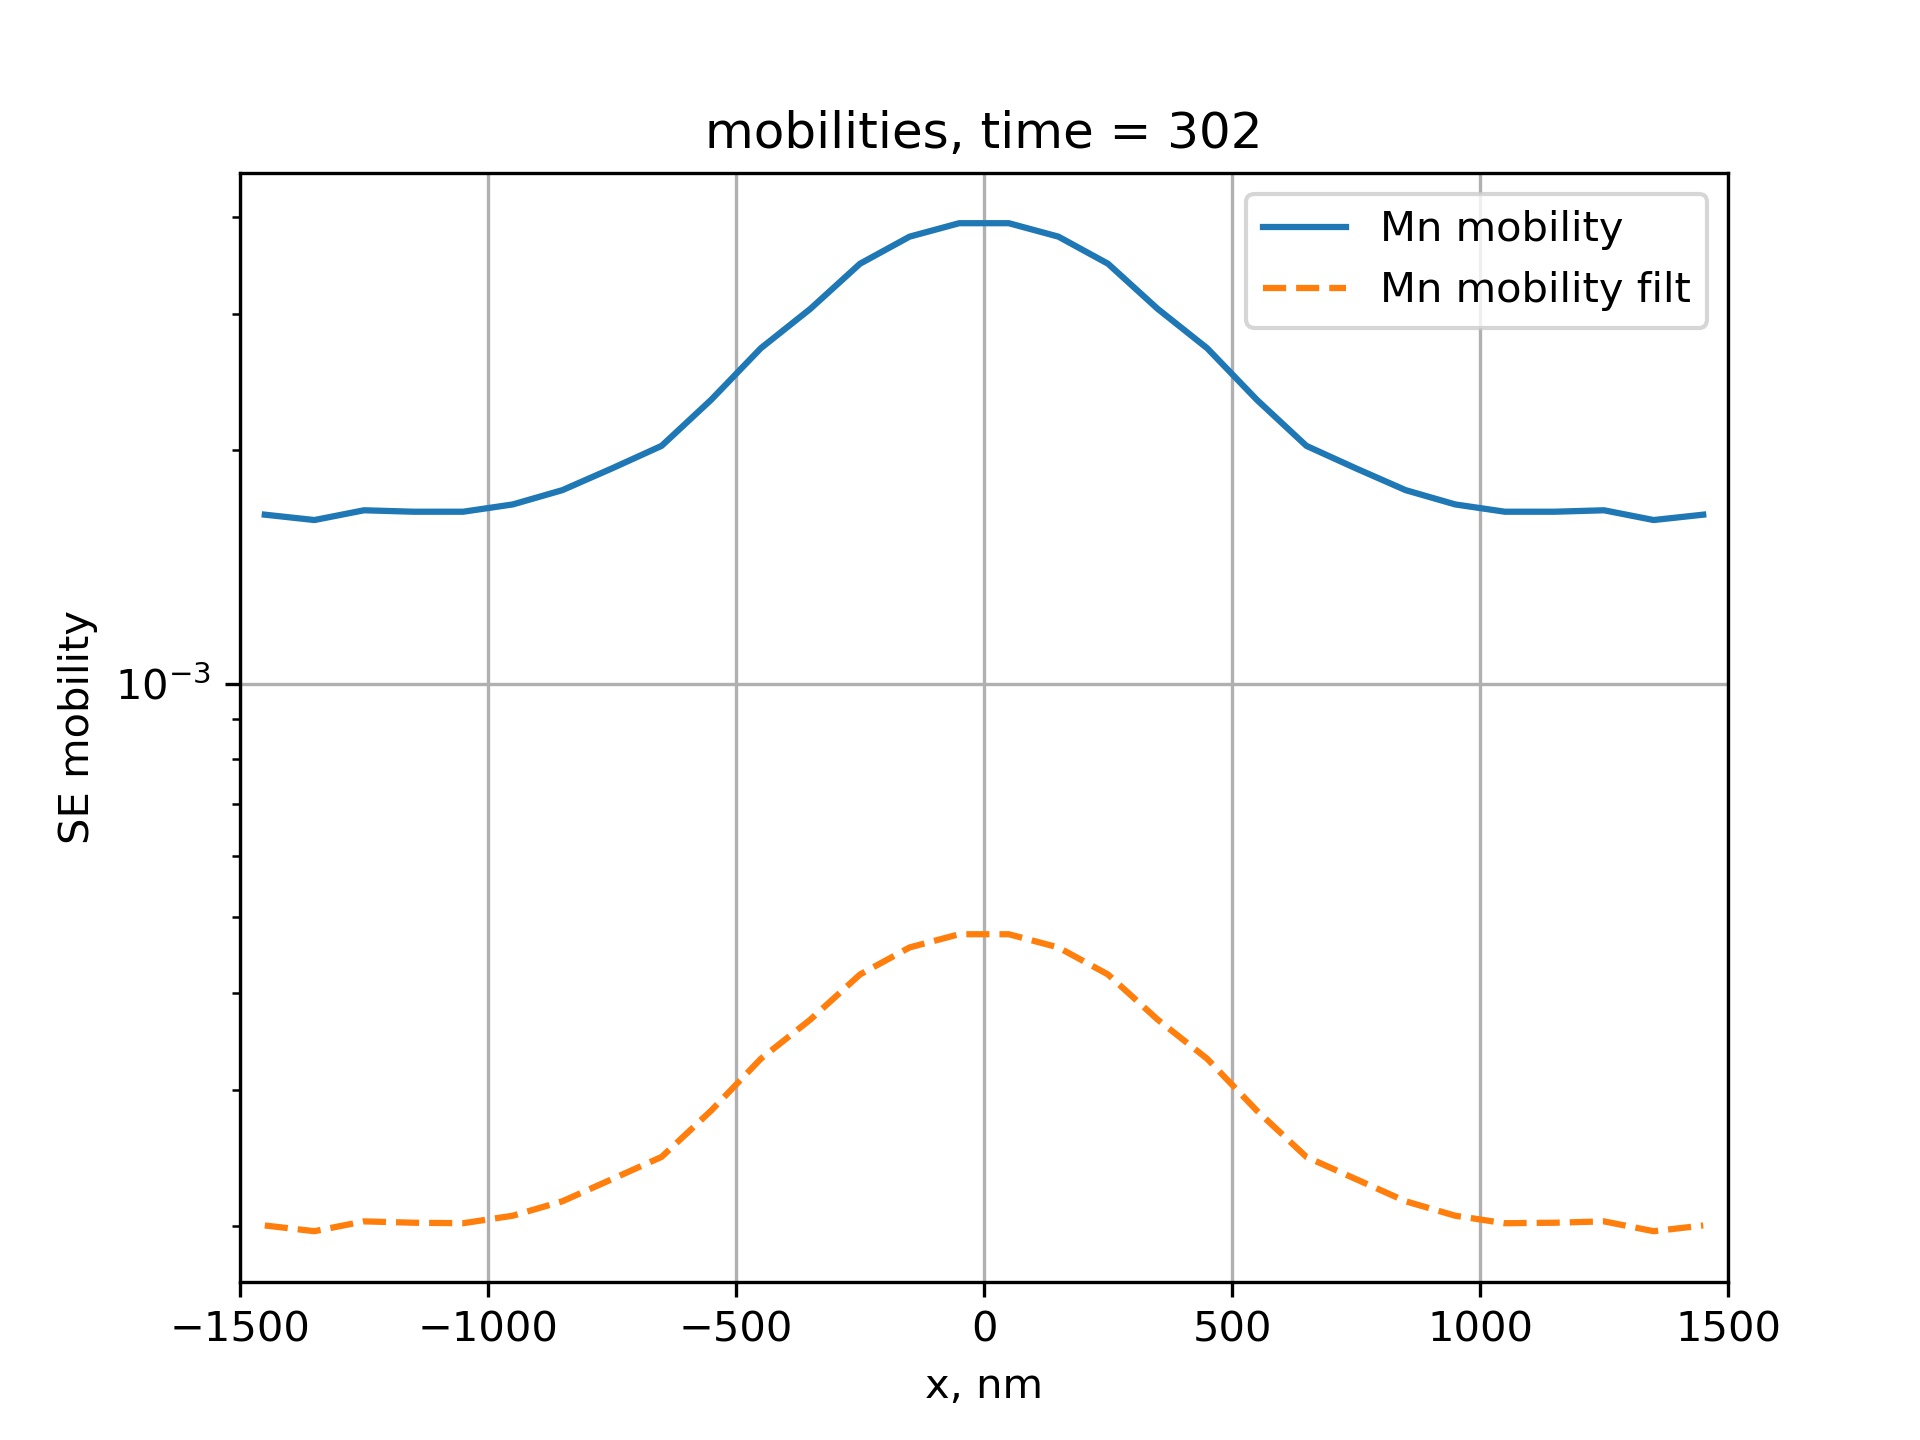 mobilities, time = 302
Mn mobility
Mn mobility filt
SE mobility
10⁻³
−1500
−1000
−500
0
500
1000
1500
x, nm